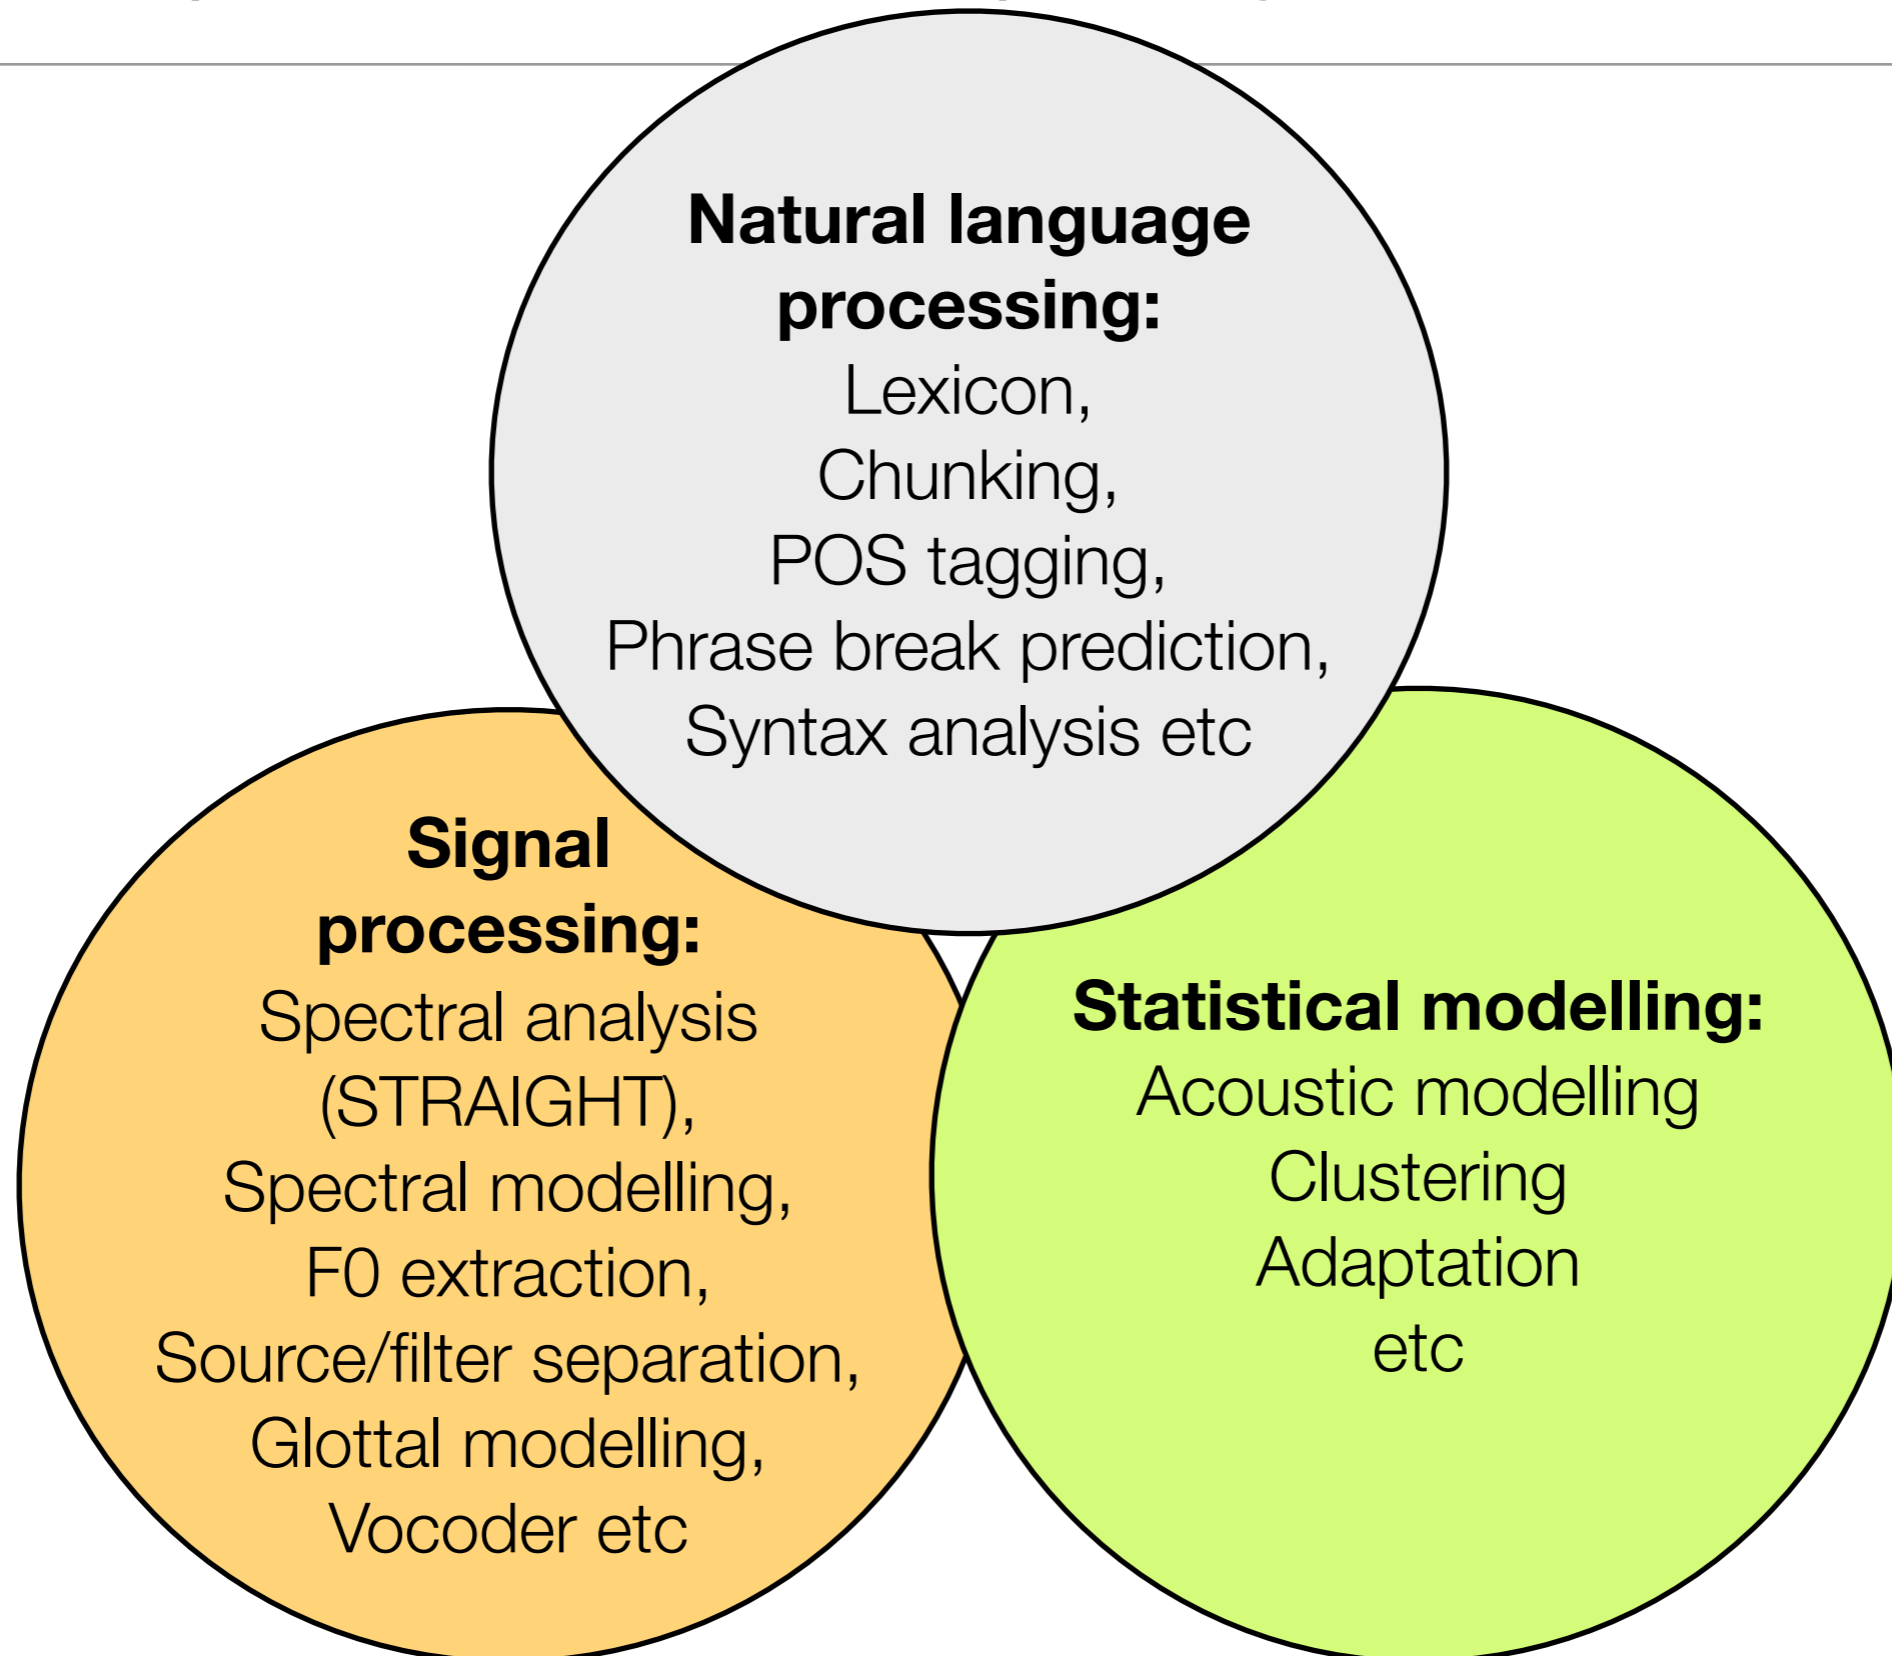 Natural language
processing:
Lexicon,
Chunking,
POS tagging,
Phrase break prediction,
Syntax analysis etc
Signal
processing:
Spectral analysis
(STRAIGHT),
Spectral modelling,
F0 extraction,
Source/filter separation,
Glottal modelling,
Vocoder etc
Statistical modelling:
Acoustic modelling
Clustering
Adaptation
etc